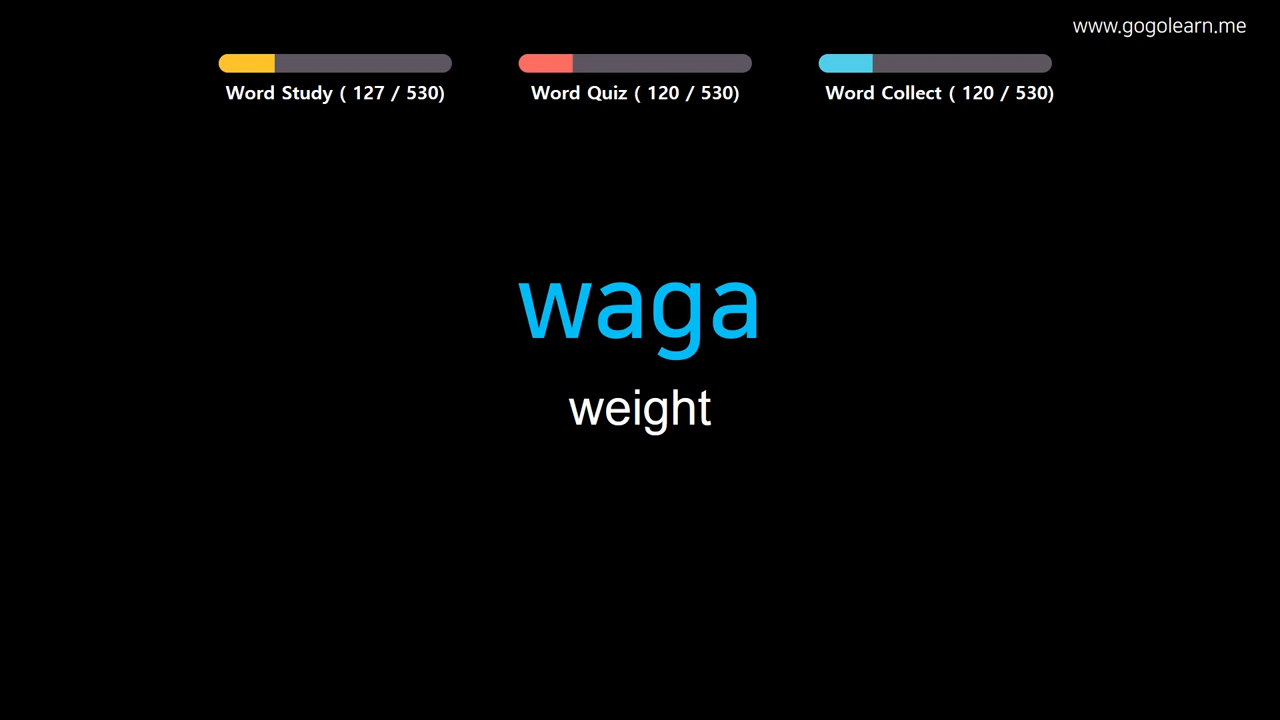 www.gogolearn.me
Word Study ( 127 / 530)
Word Quiz ( 120 / 530)
Word Collect ( 120 / 530)
waga
weight